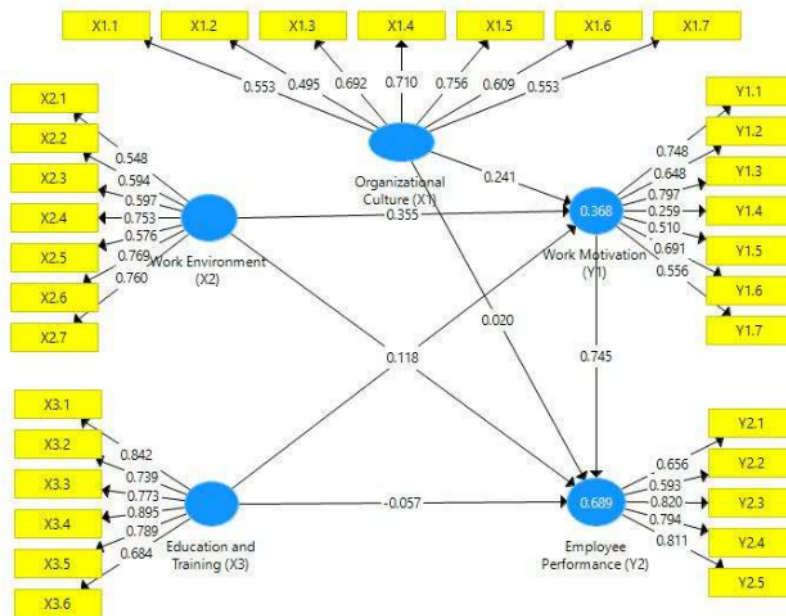 X1.1
X1.2
X1.3
X1.4
X1.5
X1.6
X1.7
0.553
0.495
0.692
0.710
0.756
0.609
0.553
X2.1
X2.2
X2.3
X2.4
X2.5
X2.6
X2.7
0.548
0.594
0.597
0.753
0.576
0.769
0.760
Work Environment
(X2)
Organizational
Culture (X1)
0.241
0.355
0.368
Work Motivation
(Y1)
0.748
0.648
0.797
0.259
0.510
0.691
0.556
Y1.1
Y1.2
Y1.3
Y1.4
Y1.5
Y1.6
Y1.7
0.020
0.118
0.745
X3.1
X3.2
X3.3
X3.4
X3.5
X3.6
0.842
0.739
0.773
0.895
0.789
0.684
Education and
Training (X3)
-0.057
0.689
Employee
Performance (Y2)
0.656
0.593
0.820
0.794
0.811
Y2.1
Y2.2
Y2.3
Y2.4
Y2.5